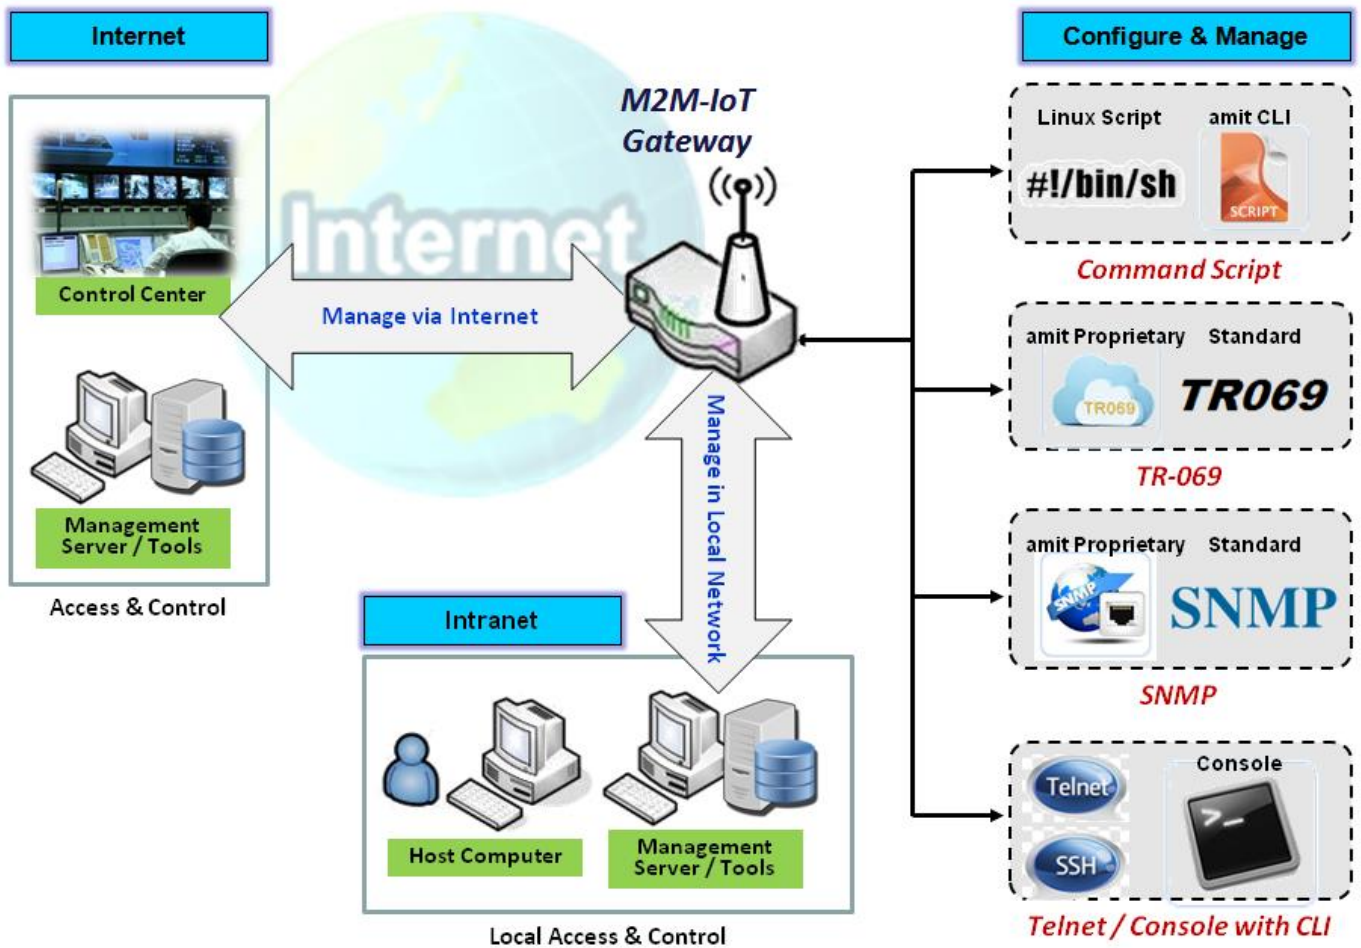 Internet
Configure & Manage
M2M-IoT
Gateway
Internet
Control Center
Manage via Internet
Management
Server / Tools
Access & Control
Manage in Local Network
Intranet
Host Computer
Management
Server / Tools
Local Access & Control
Linux Script
amit CLI
#!/bin/sh
SCRIPT
Command Script
amit Proprietary
Standard
TR069
TR069
TR-069
amit Proprietary
Standard
SNMP
SNMP
SNMP
Telnet
Console
>_
SSH
Telnet / Console with CLI